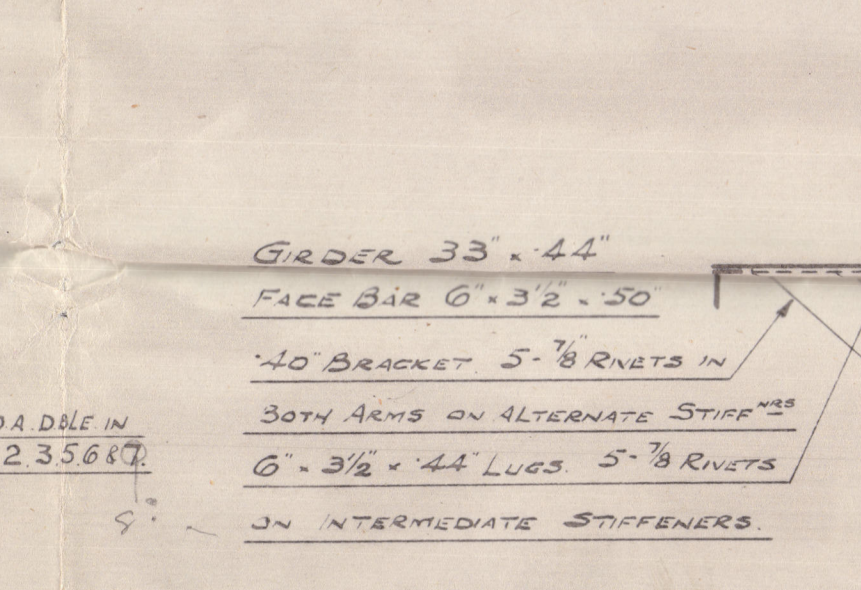 GIRDER 33" × ·44"
FACE BAR 6" × 3½" × ·50"
·40" BRACKET. 5-⅞" RIVETS IN
BOTH ARMS ON ALTERNATE STIFFNRS
6" × 3½" × ·44" LUGS. 5-⅞ RIVETS
ON INTERMEDIATE STIFFENERS.
O.A. DBLE IN
2.3.5.6 & 7.
8